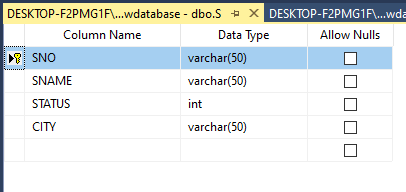 DESKTOP-F2PMG1F\...wdatabase - dbo.S DESKTOP-F2PMG1F\...wda
Column Name Data Type Allow Nulls
SNO varchar(50)
SNAME varchar(50)
STATUS int
CITY varchar(50)